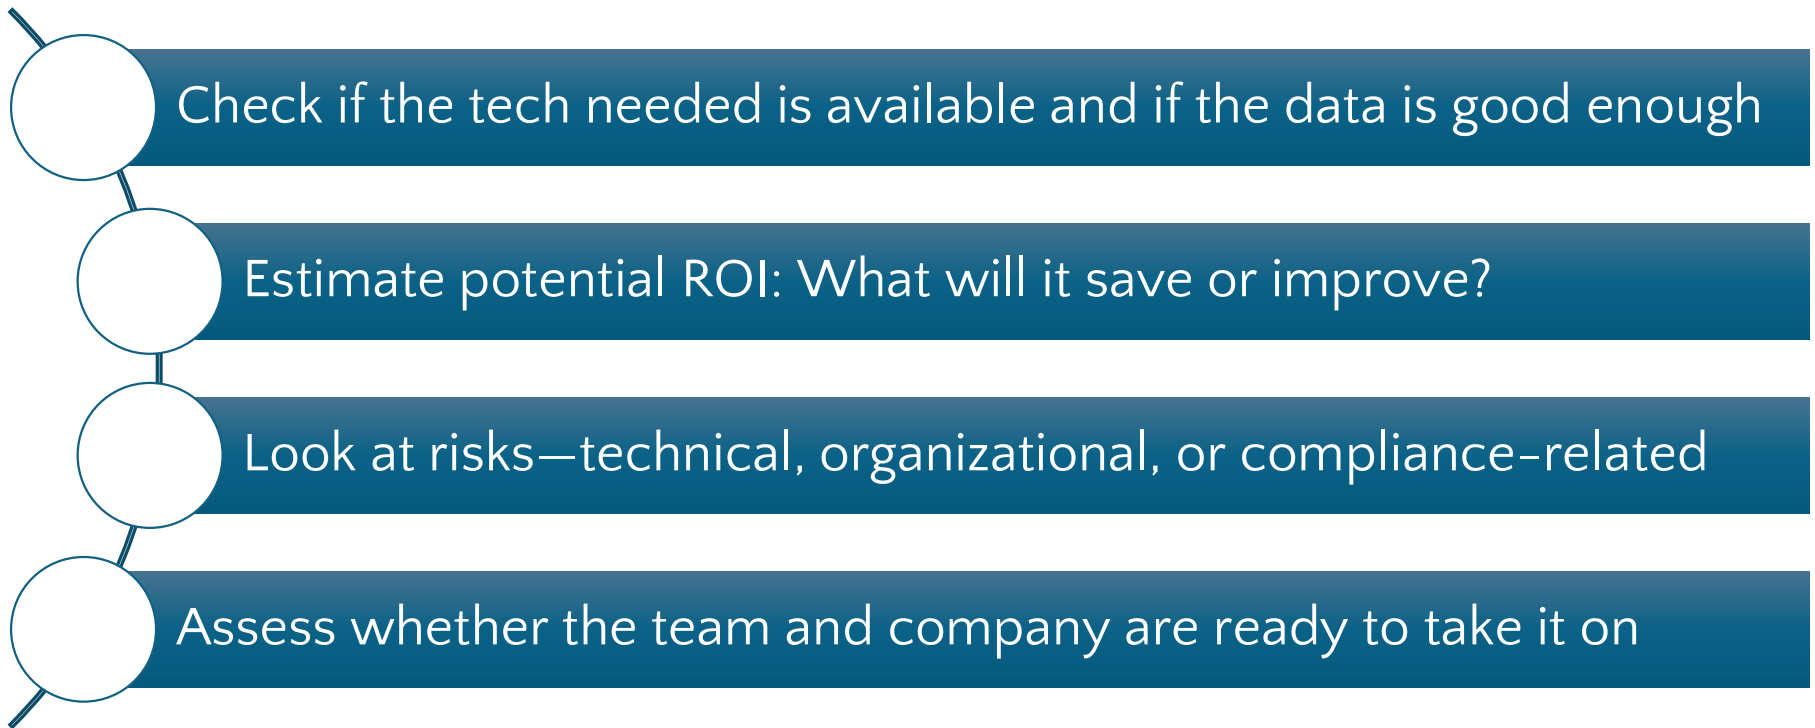 Check if the tech needed is available and if the data is good enough
Estimate potential ROI: What will it save or improve?
Look at risks—technical, organizational, or compliance-related
Assess whether the team and company are ready to take it on